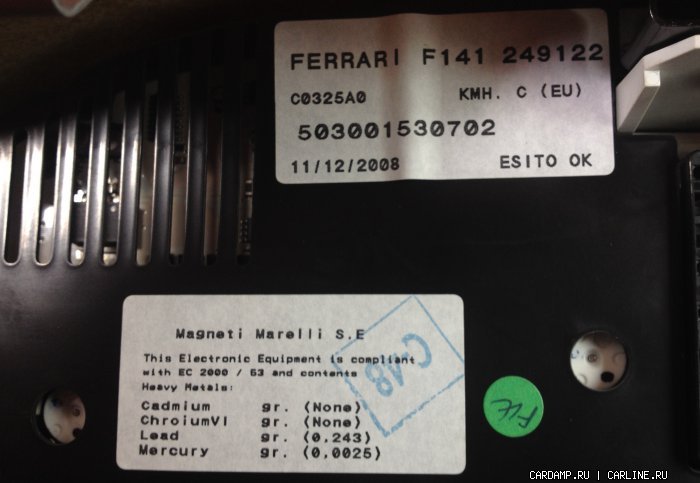 FERRARI F141 249122
C0325A0 KMH. C (EU)
503001530702
11/12/2008 ESITO OK
Magneti Marelli S.E
This Electronic Equipment is compliant
with EC 2000 / 53 and contents
Heavy Metals:
Cadmium gr. (None)
ChroiumVI gr. (None)
Lead gr. (0.243)
Mercury gr. (0.0025)
C48
CARDAMP.RU | CARLINE.RU